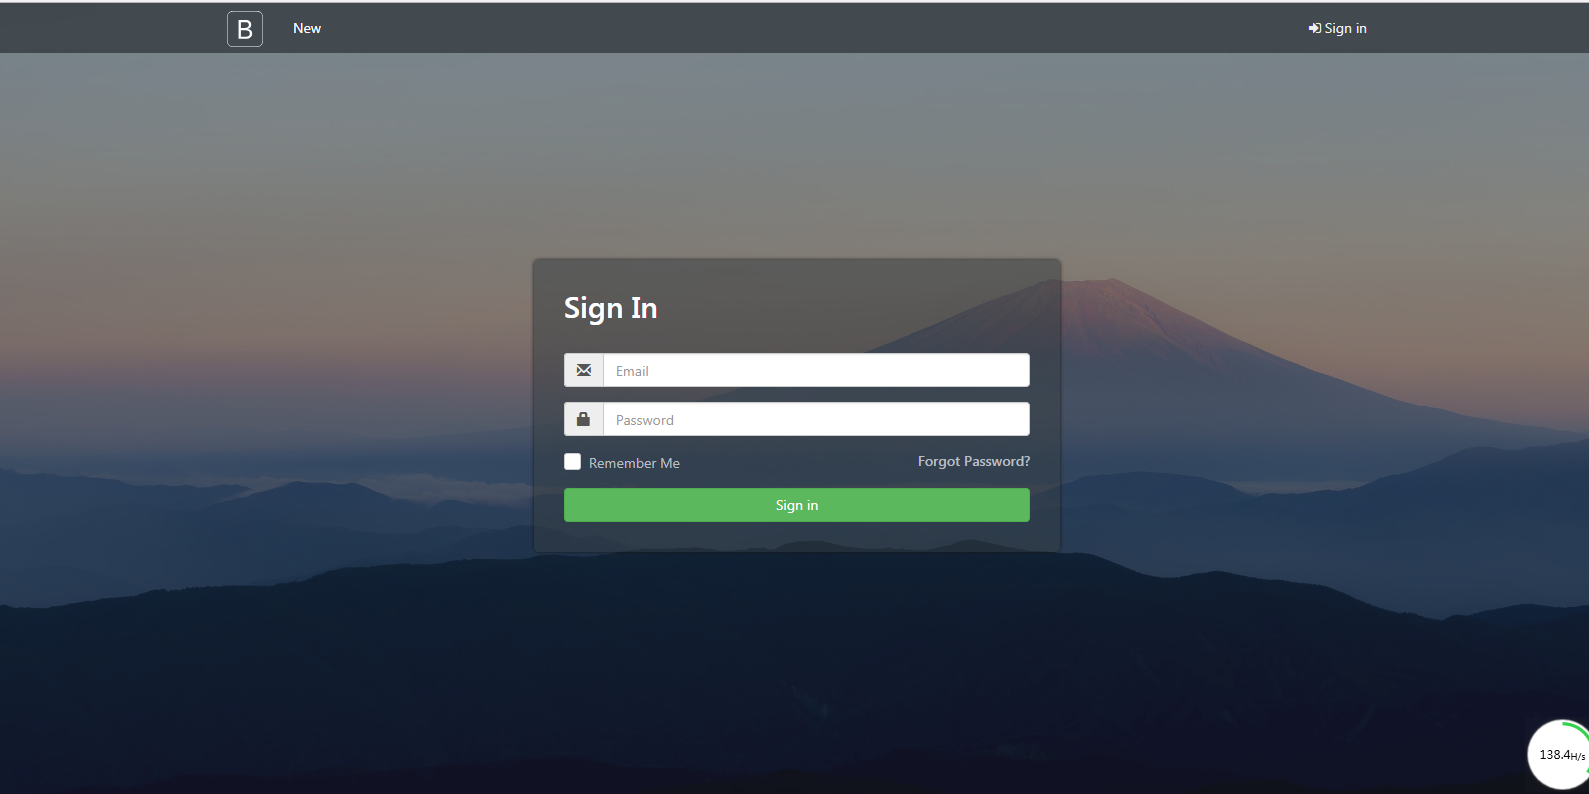 B
New
Sign in
Sign In
Email
Password
Remember Me
Forgot Password?
Sign in
138.4H/s